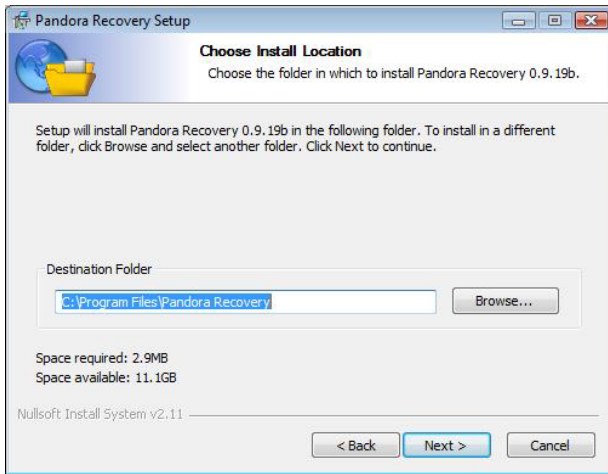 Pandora Recovery Setup
Choose Install Location
Choose the folder in which to install Pandora Recovery 0.9.19b.
Setup will install Pandora Recovery 0.9.19b in the following folder. To install in a different
folder, click Browse and select another folder. Click Next to continue.
Destination Folder
C:\Program Files\Pandora Recovery
Browse...
Space required: 2.9MB
Space available: 11.1GB
Nullsoft Install System v2.11
< Back
Next >
Cancel